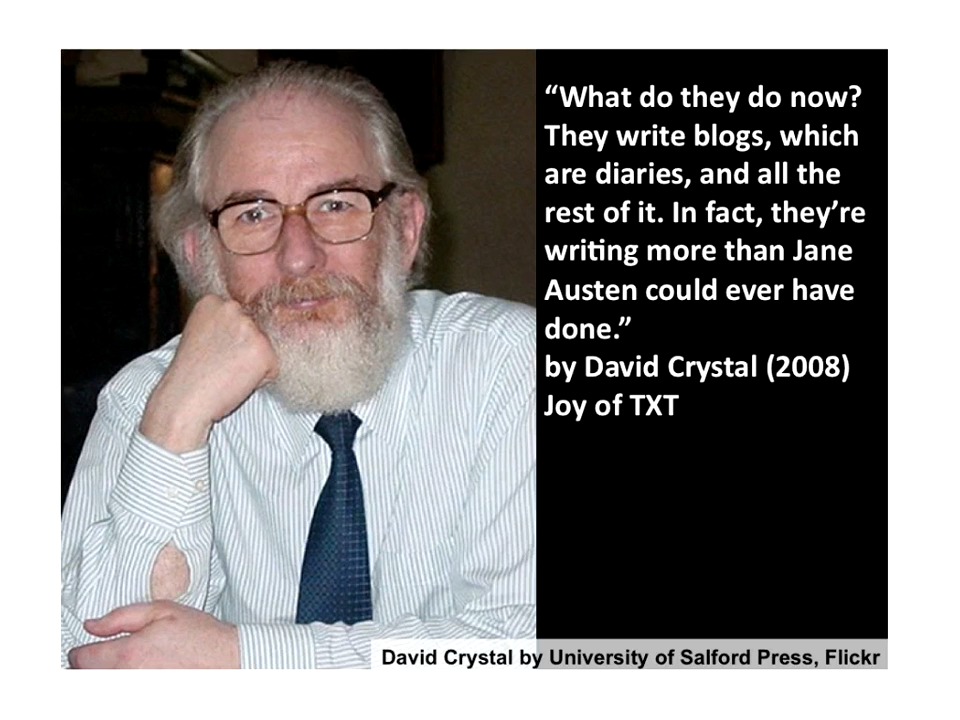 “What do they do now?
They write blogs, which
are diaries, and all the
rest of it. In fact, they’re
writing more than Jane
Austen could ever have
done.”
by David Crystal (2008)
Joy of TXT
David Crystal by University of Salford Press, Flickr